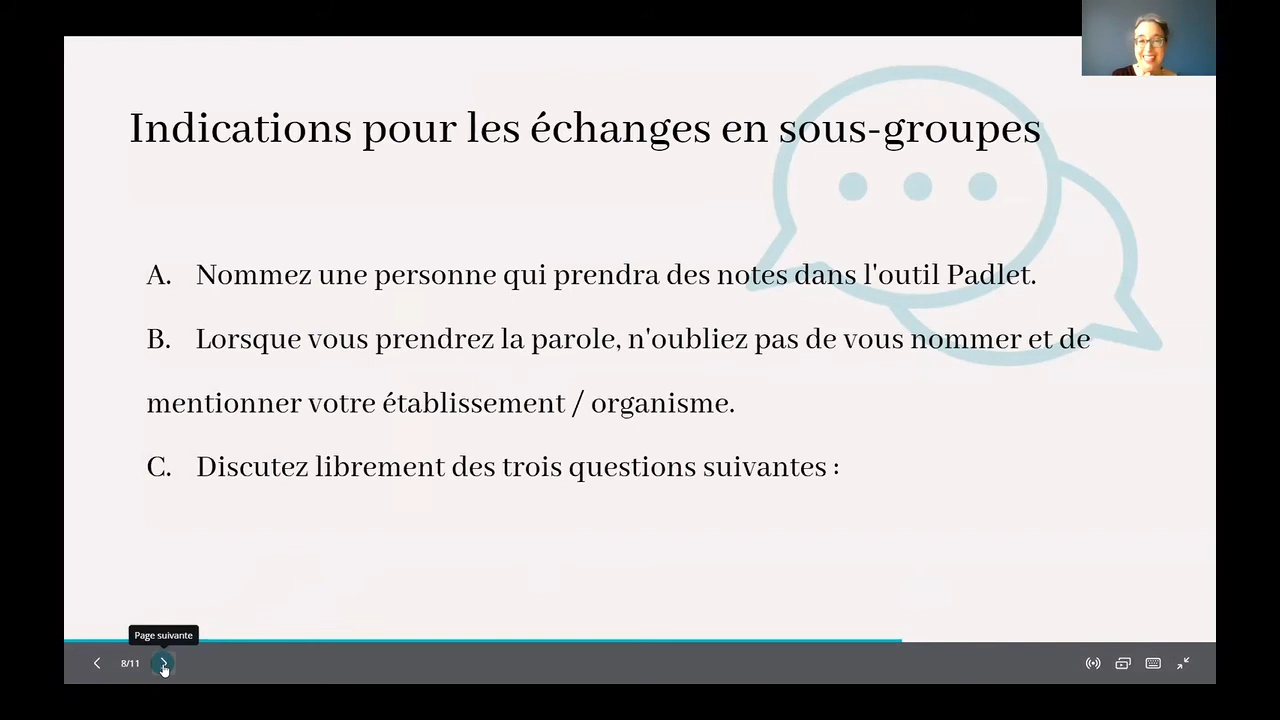 Indications pour les échanges en sous-groupes
A. Nommez une personne qui prendra des notes dans l'outil Padlet.
B. Lorsque vous prendrez la parole, n'oubliez pas de vous nommer et de
mentionner votre établissement / organisme.
C. Discutez librement des trois questions suivantes :
Page suivante
8/11